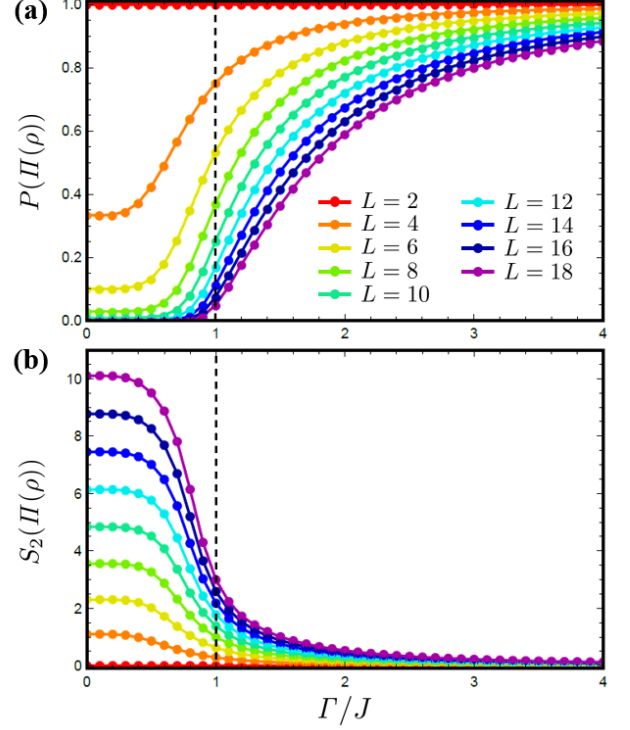 (a)
P(Π(ρ))
1.0
0.8
0.6
0.4
0.2
0.0
L = 2
L = 4
L = 6
L = 8
L = 10
L = 12
L = 14
L = 16
L = 18
0 1 2 3 4
(b)
S₂(Π(ρ))
10
8
6
4
2
0
0 1 2 3 4
Γ/J